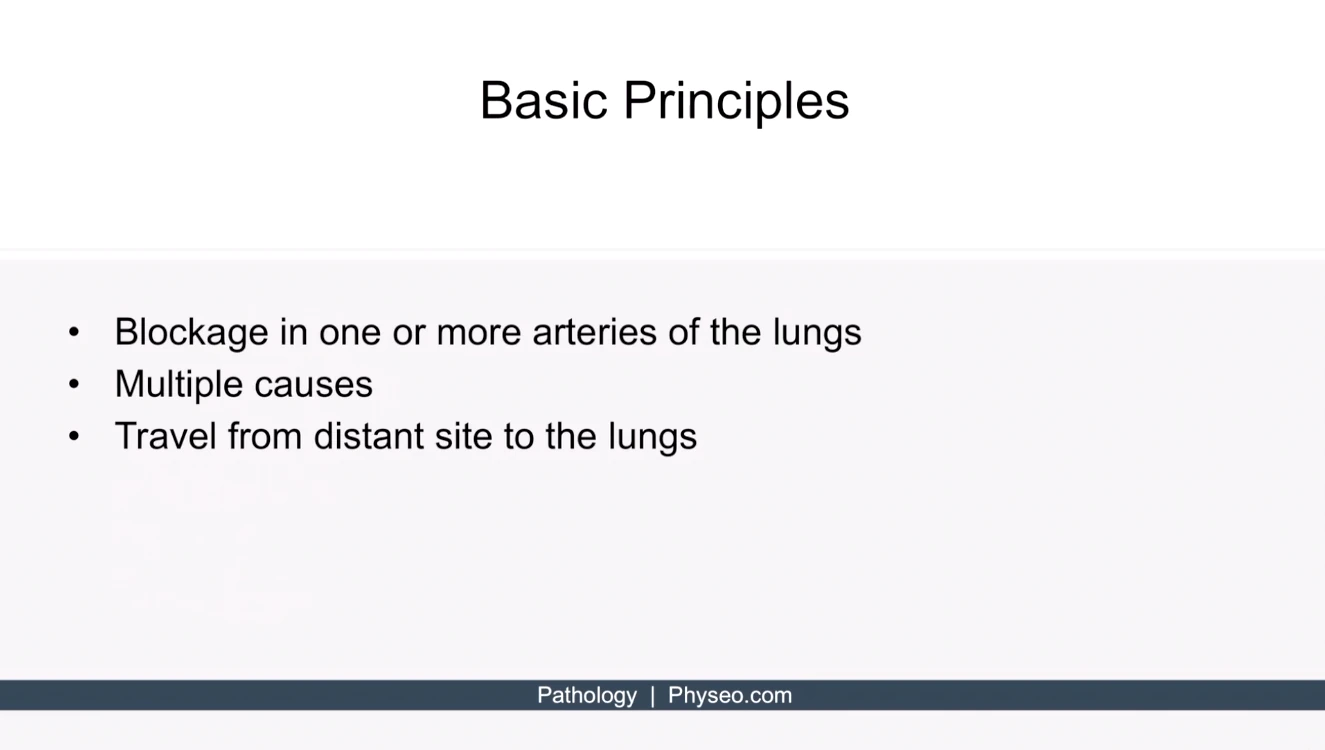 Basic Principles
• Blockage in one or more arteries of the lungs
• Multiple causes
• Travel from distant site to the lungs
Pathology | Physeo.com